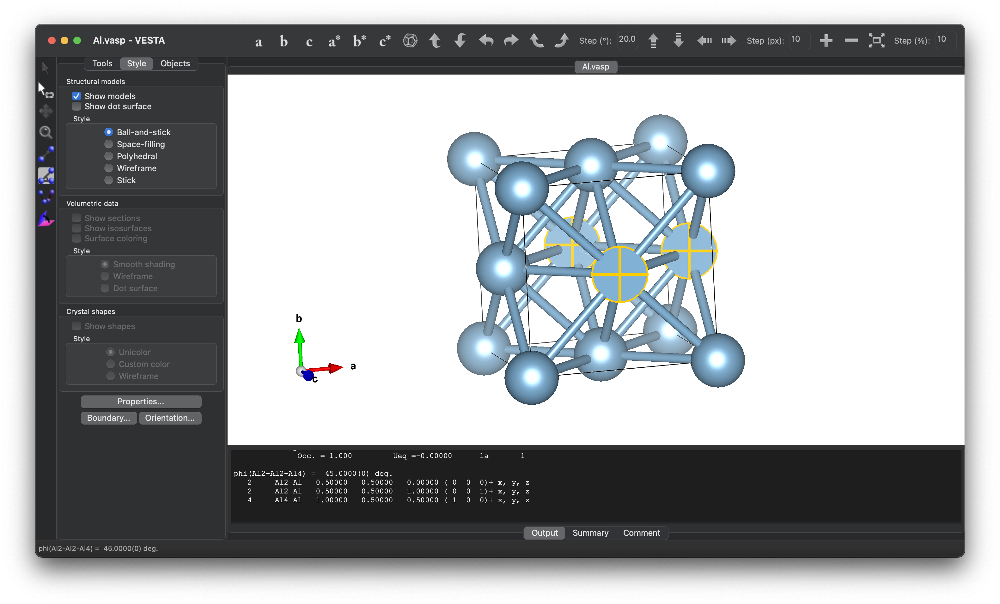 Al.vasp - VESTA
a b c a* b* c* Step (°): 20.0 Step (px): 10 Step (%): 10
Tools Style Objects
Al.vasp
Structural models
Show models
Show dot surface
Style
Ball-and-stick
Space-filling
Polyhedral
Wireframe
Stick
Volumetric data
Show sections
Show isosurfaces
Surface coloring
Style
Smooth shading
Wireframe
Dot surface
Crystal shapes
Show shapes
Style
Unicolor
Custom color
Wireframe
Properties...
Boundary... Orientation...
b
a
c
Occ. = 1.000 Ueq =-0.00000 1a 1
phi(Al2-Al2-Al4) = 45.0000(0) deg.
2 Al2 Al 0.50000 0.50000 0.00000 ( 0 0 0)+ x, y, z
2 Al2 Al 0.50000 0.50000 1.00000 ( 0 0 1)+ x, y, z
4 Al4 Al 1.00000 0.50000 0.50000 ( 1 0 0)+ x, y, z
Output Summary Comment
phi(Al2-Al2-Al4) = 45.0000(0) deg.